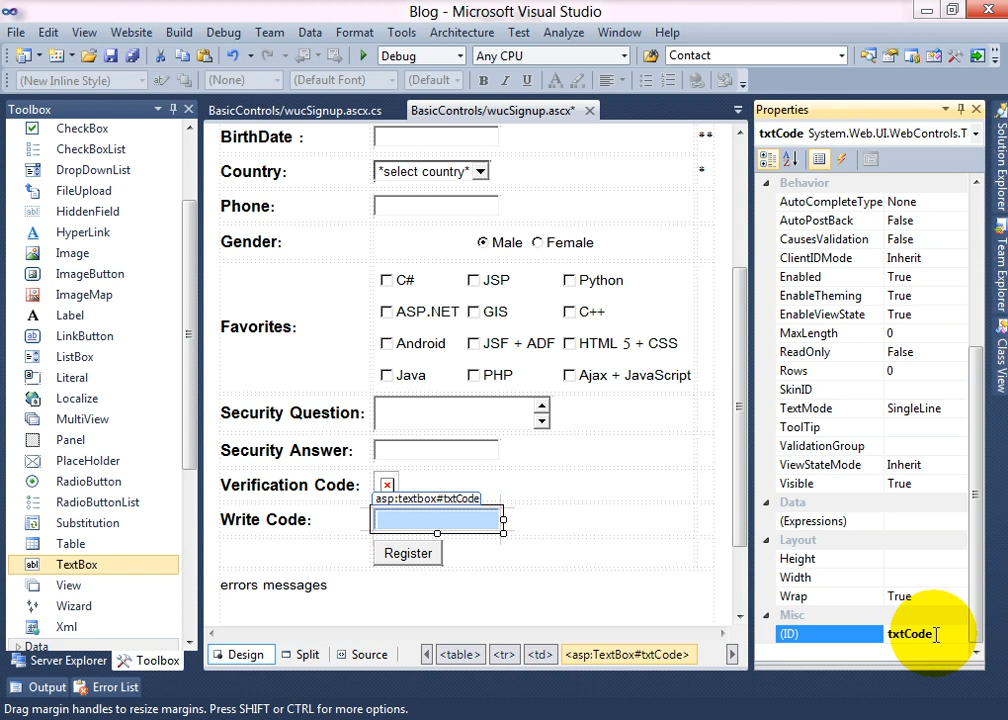 Blog - Microsoft Visual Studio
File Edit View Website Build Debug Team Data Format Tools Architecture Test Analyze Window Help
Debug Any CPU Contact
(New Inline Style) (None) (Default Font) (Default B I U A
Toolbox
CheckBox
CheckBoxList
DropDownList
FileUpload
HiddenField
HyperLink
Image
ImageButton
ImageMap
Label
LinkButton
ListBox
Literal
Localize
MultiView
Panel
PlaceHolder
RadioButton
RadioButtonList
Substitution
Table
TextBox
View
Wizard
Xml
Data
Server Explorer Toolbox
BasicControls/wucSignup.ascx.cs BasicControls/wucSignup.ascx*
BirthDate : **
Country: *select country* *
Phone:
Gender: Male Female
Favorites:
C# JSP Python
ASP.NET GIS C++
Android JSF + ADF HTML 5 + CSS
Java PHP Ajax + JavaScript
Security Question:
Security Answer:
Verification Code:
asp:textbox#txtCode
Write Code:
Register
errors messages
Design Split Source <table> <tr> <td> <asp:TextBox#txtCode>
Properties
txtCode System.Web.UI.WebControls.T
Behavior
AutoCompleteType None
AutoPostBack False
CausesValidation False
ClientIDMode Inherit
Enabled True
EnableTheming True
EnableViewState True
MaxLength 0
ReadOnly False
Rows 0
SkinID
TextMode SingleLine
ToolTip
ValidationGroup
ViewStateMode Inherit
Visible True
Data
(Expressions)
Layout
Height
Width
Wrap True
Misc
(ID) txtCode
Solution Explorer
Team Explorer
Class View
Output Error List
Drag margin handles to resize margins. Press SHIFT or CTRL for more options.